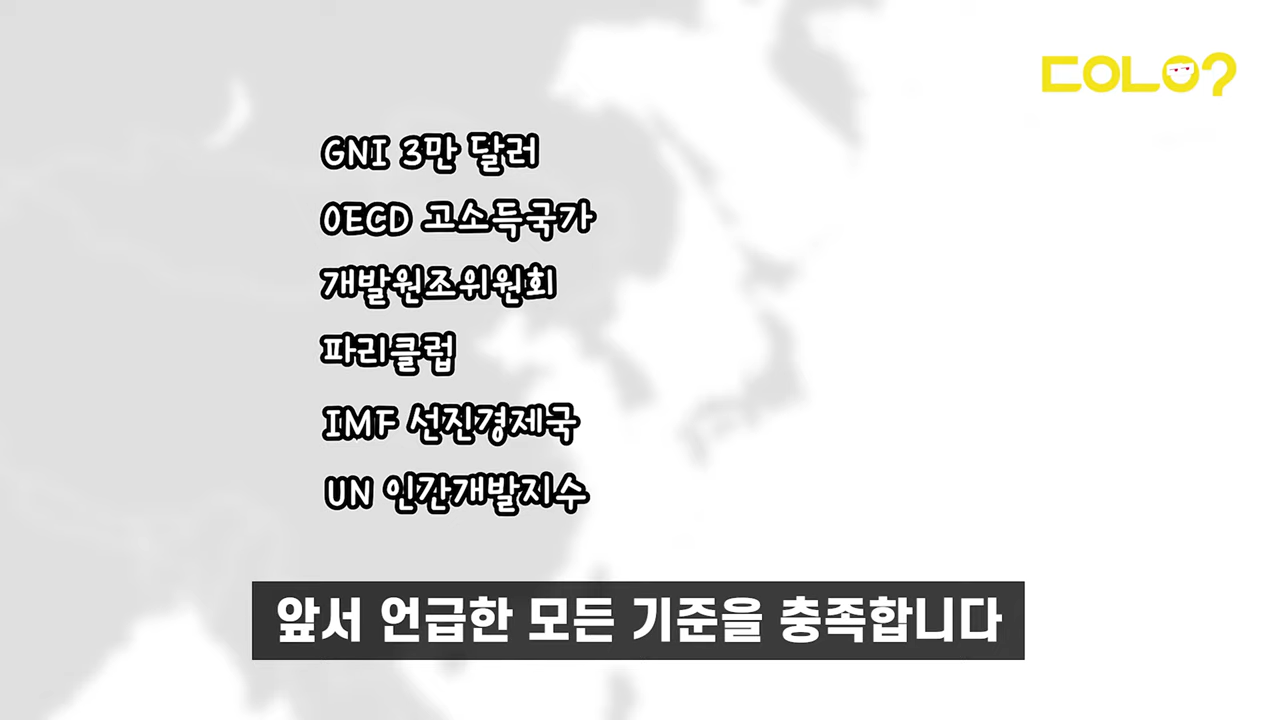 COLO?
GNI 3만 달러
OECD 고소득국가
개발원조위원회
파리클럽
IMF 선진경제국
UN 인간개발지수
앞서 언급한 모든 기준을 충족합니다